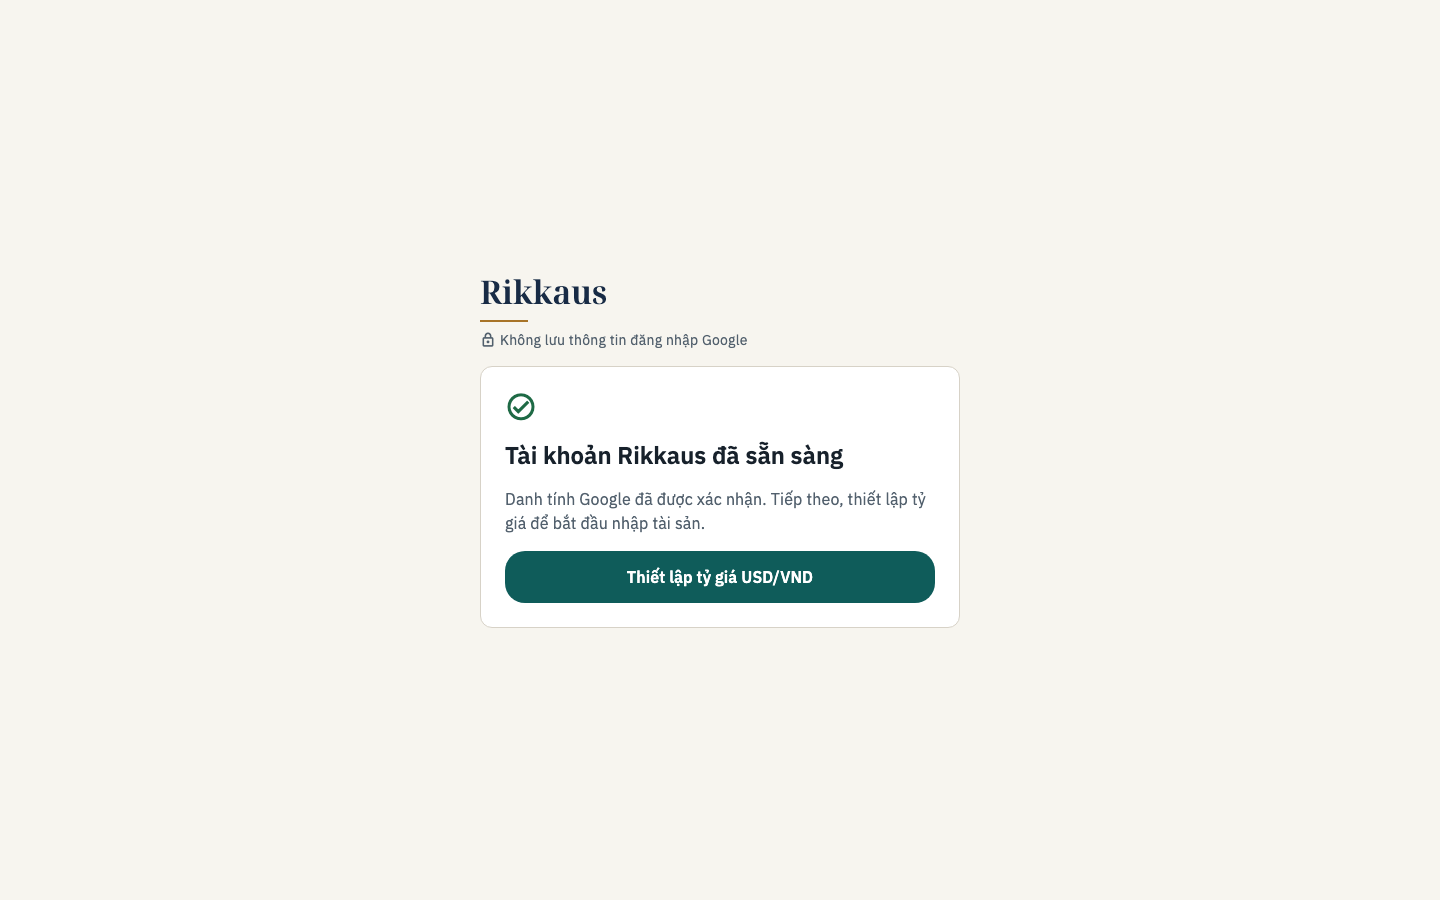 Rikkaus
Không lưu thông tin đăng nhập Google
Tài khoản Rikkaus đã sẵn sàng
Danh tính Google đã được xác nhận. Tiếp theo, thiết lập tỷ
giá để bắt đầu nhập tài sản.
Thiết lập tỷ giá USD/VND